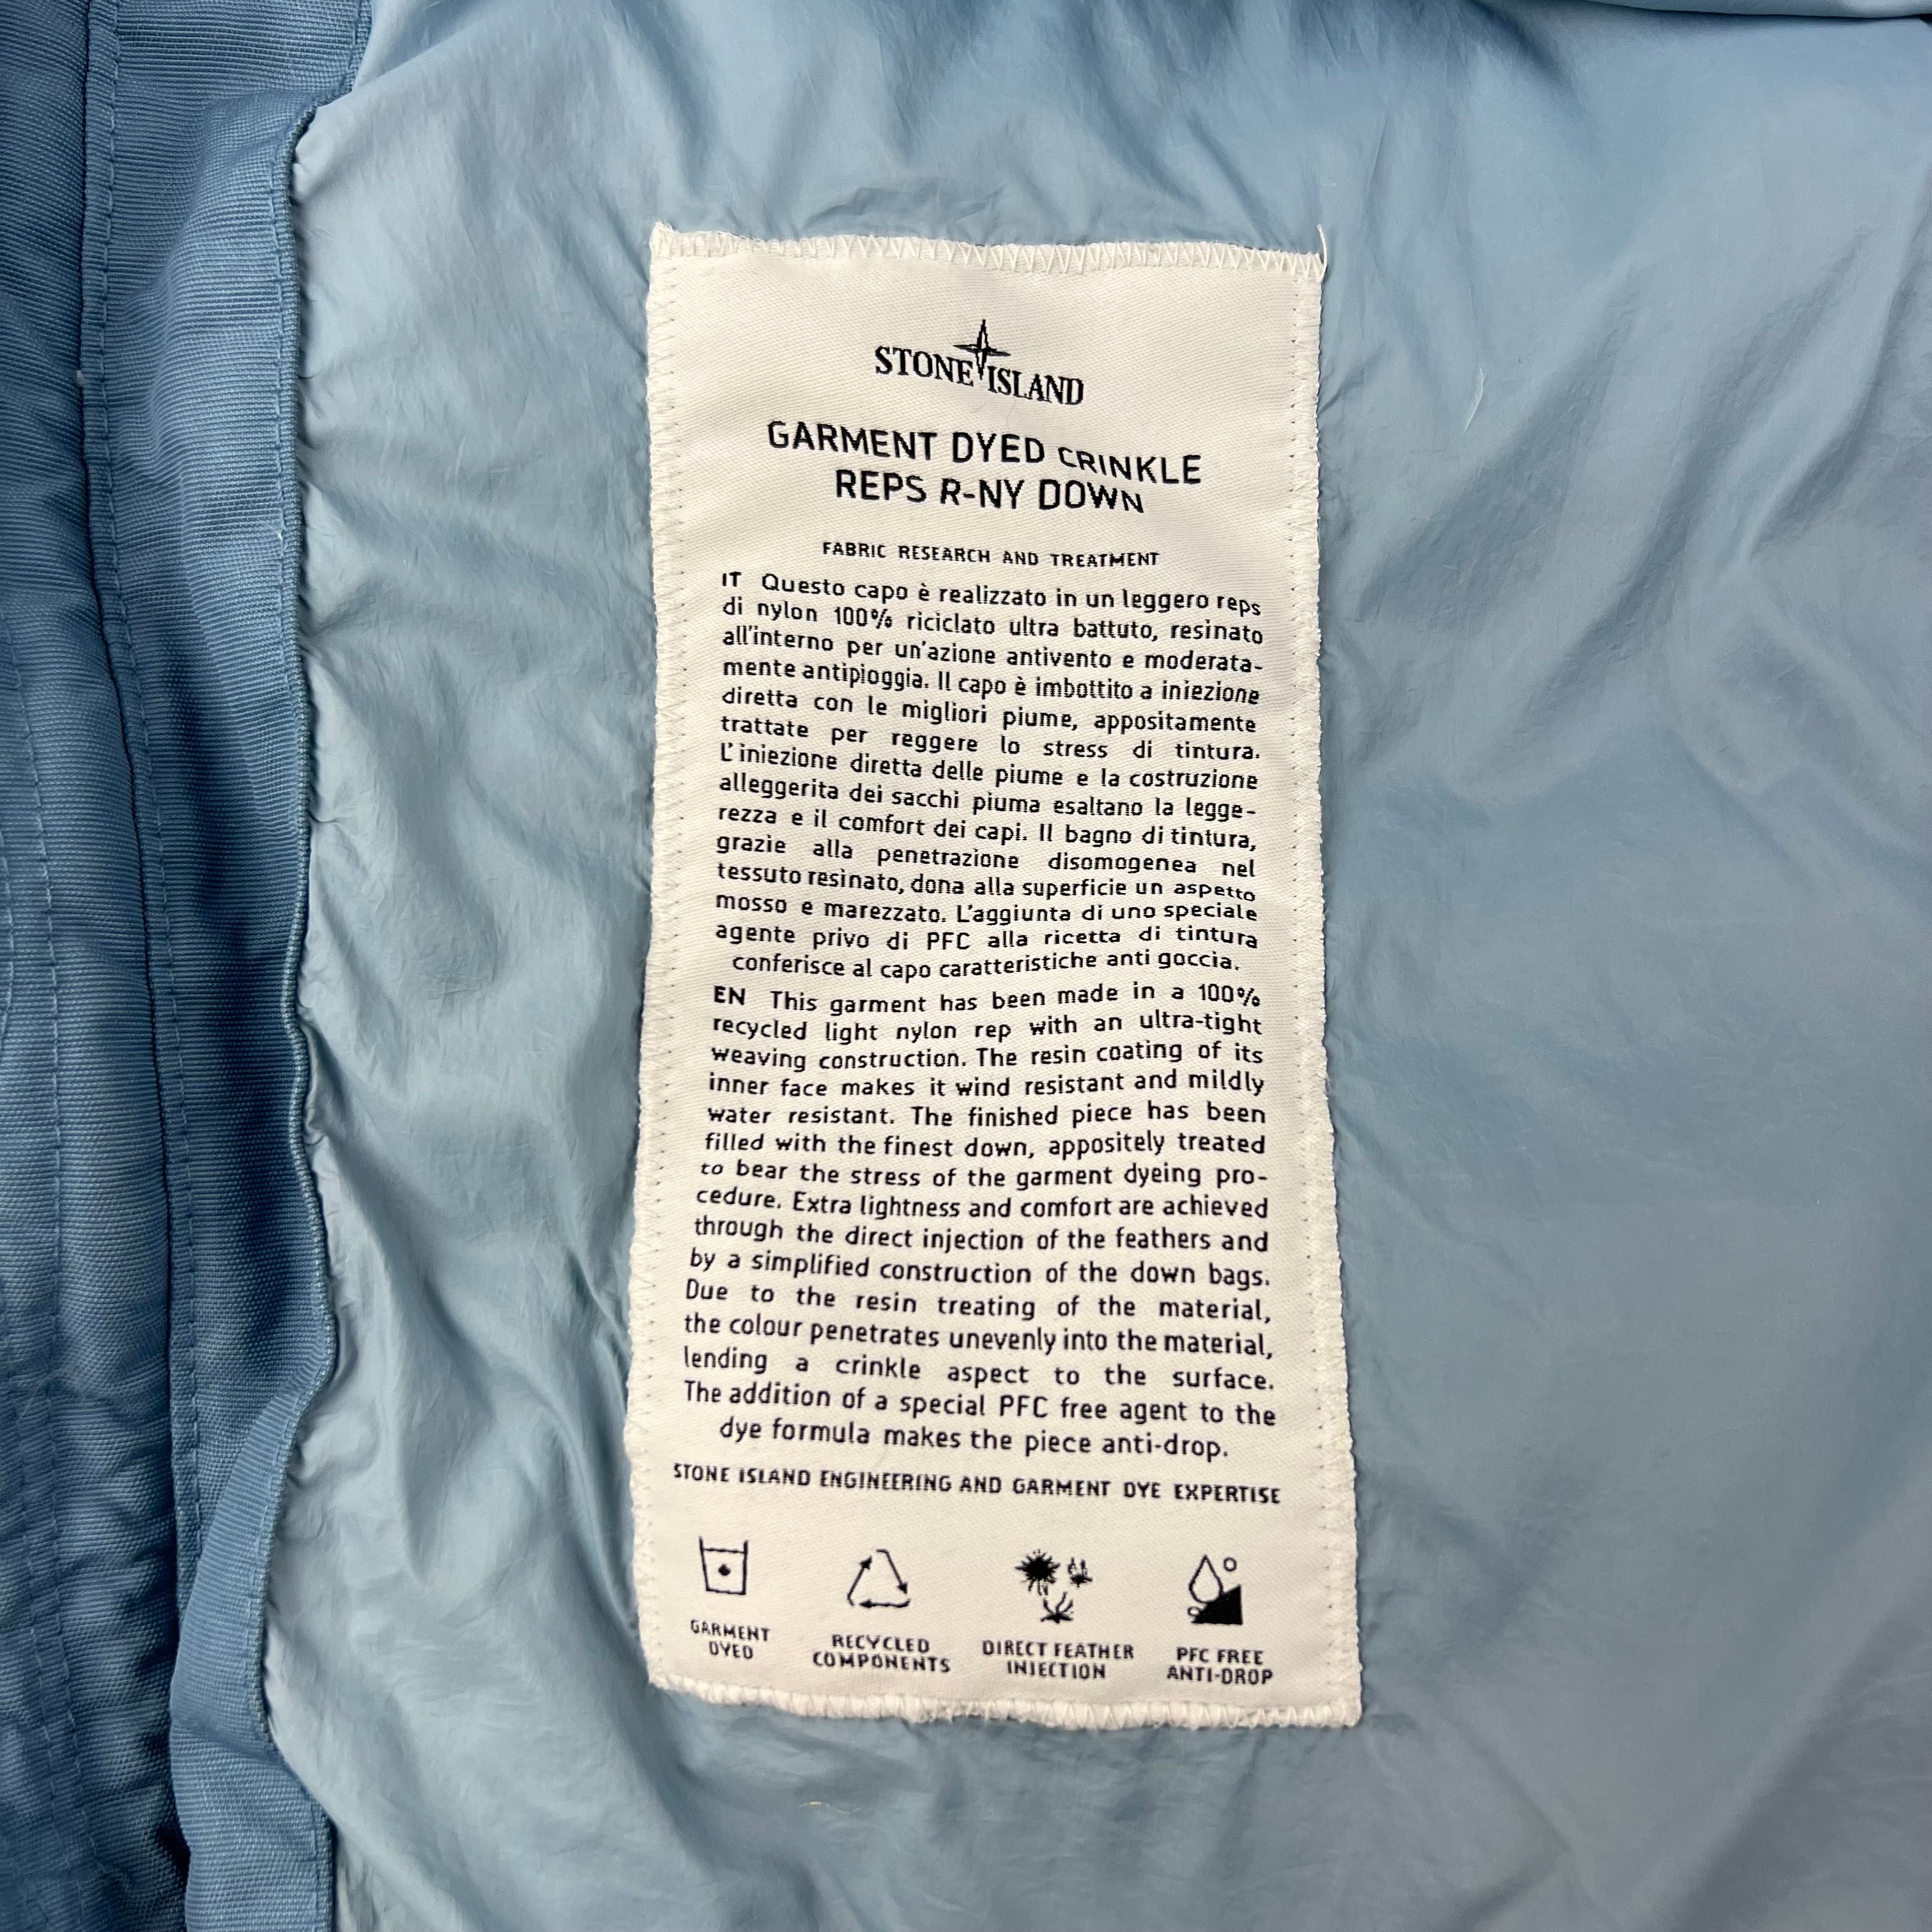 STONE ISLAND
GARMENT DYED CRINKLE
REPS R-NY DOWN
FABRIC RESEARCH AND TREATMENT
IT Questo capo è realizzato in un leggero reps
di nylon 100% riciclato ultra battuto, resinato
all'interno per un'azione antivento e moderata-
mente antipioggia. Il capo è imbottito a iniezione
diretta con le migliori piume, appositamente
trattate per reggere lo stress di tintura.
L'iniezione diretta delle piume e la costruzione
alleggerita dei sacchi piuma esaltano la legge-
rezza e il comfort dei capi. Il bagno di tintura,
grazie alla penetrazione disomogenea nel
tessuto resinato, dona alla superficie un aspetto
mosso e marezzato. L'aggiunta di uno speciale
agente privo di PFC alla ricetta di tintura
conferisce al capo caratteristiche anti goccia.
EN This garment has been made in a 100%
recycled light nylon rep with an ultra-tight
weaving construction. The resin coating of its
inner face makes it wind resistant and mildly
water resistant. The finished piece has been
filled with the finest down, appositely treated
to bear the stress of the garment dyeing pro-
cedure. Extra lightness and comfort are achieved
through the direct injection of the feathers and
by a simplified construction of the down bags.
Due to the resin treating of the material,
the colour penetrates unevenly into the material,
lending a crinkle aspect to the surface.
The addition of a special PFC free agent to the
dye formula makes the piece anti-drop.
STONE ISLAND ENGINEERING AND GARMENT DYE EXPERTISE
GARMENT
DYED
RECYCLED
COMPONENTS
DIRECT FEATHER
INJECTION
PFC FREE
ANTI-DROP